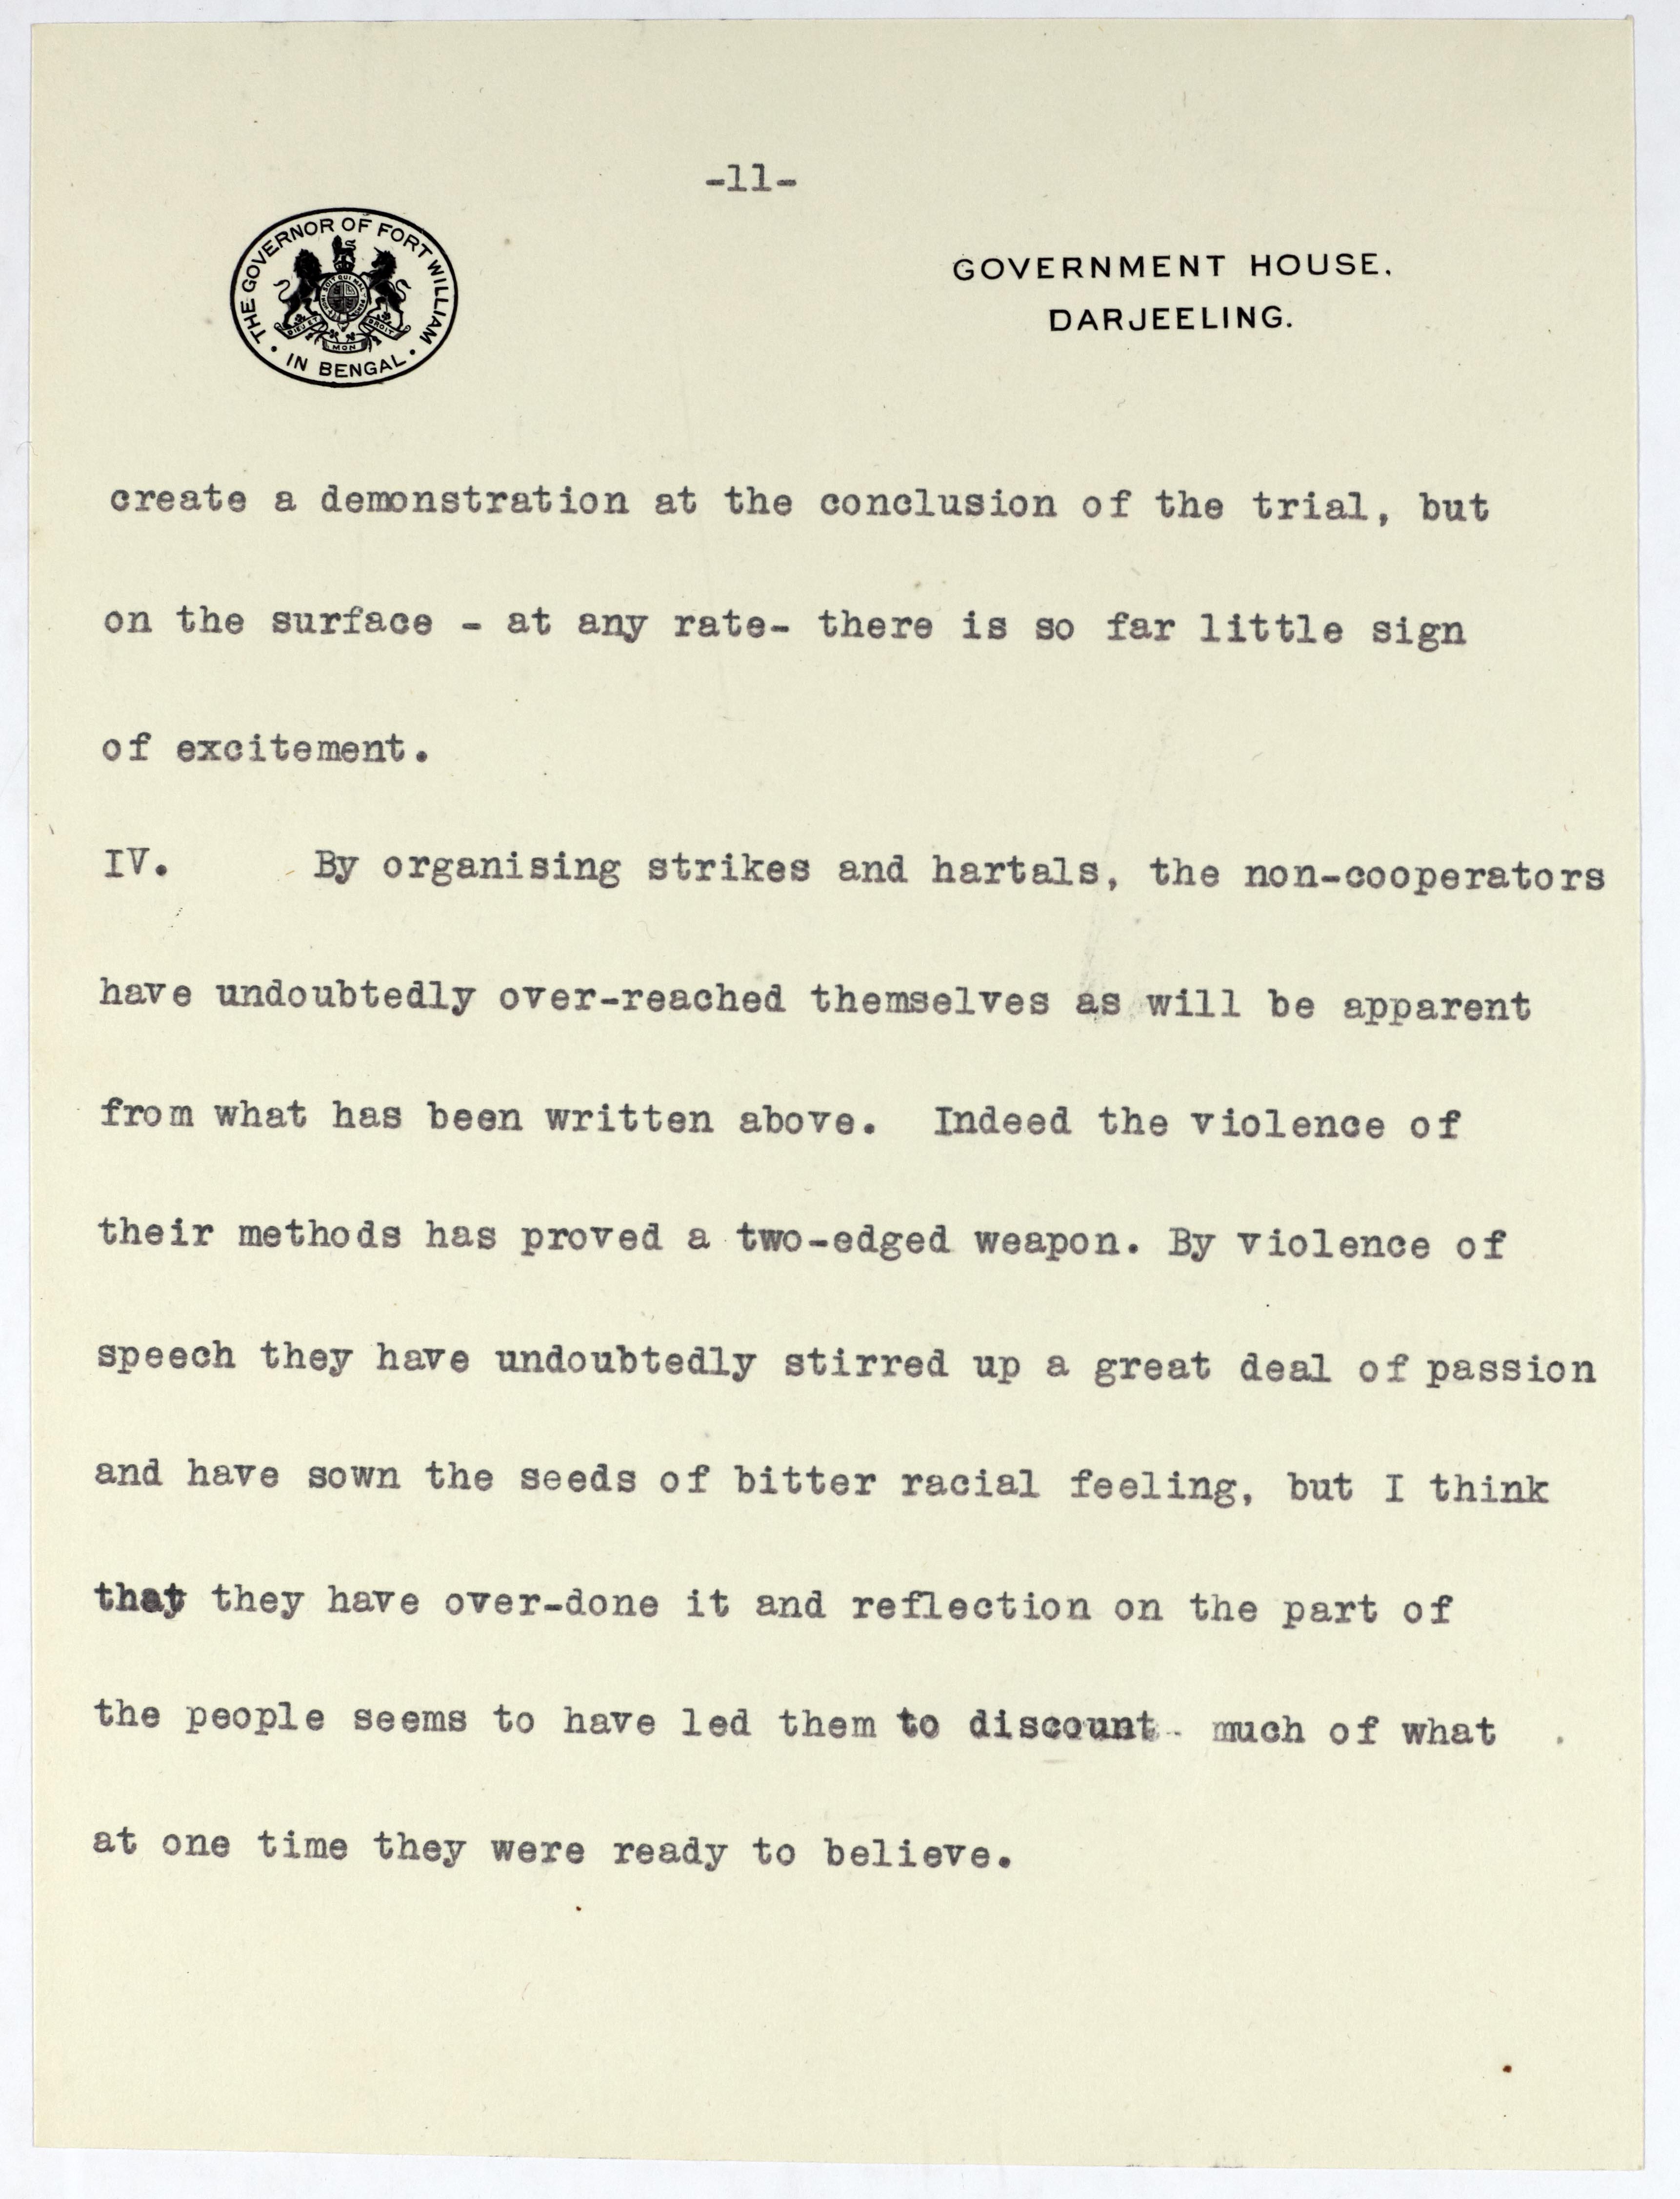 -11-
THE GOVERNOR OF FORT WILLIAM
• IN BENGAL •
GOVERNMENT HOUSE.
DARJEELING.
create a demonstration at the conclusion of the trial, but
on the surface - at any rate- there is so far little sign
of excitement.
IV. By organising strikes and hartals, the non-cooperators
have undoubtedly over-reached themselves as will be apparent
from what has been written above. Indeed the violence of
their methods has proved a two-edged weapon. By violence of
speech they have undoubtedly stirred up a great deal of passion
and have sown the seeds of bitter racial feeling, but I think
that they have over-done it and reflection on the part of
the people seems to have led them to discount much of what
at one time they were ready to believe.